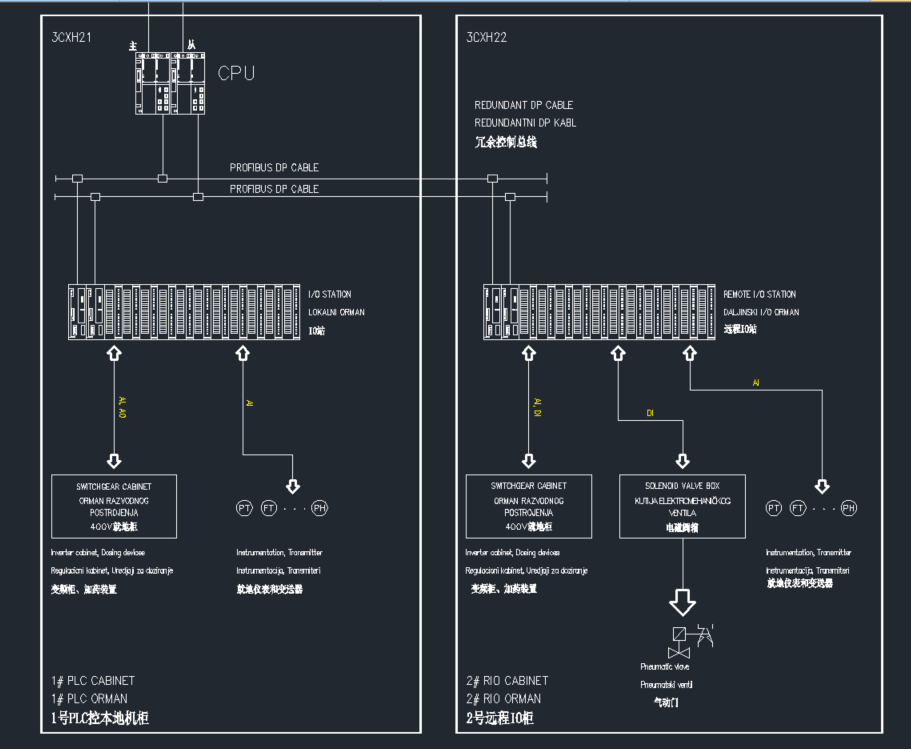 3CXH21
主
从
CPU
PROFIBUS DP CABLE
PROFIBUS DP CABLE
I/O STATION
LOKALNI ORMAN
IO站
AI, AO
AI
SWITCHGEAR CABINET
ORMAN RAZVODNOG
POSTROJENJA
400V就地柜
PT
FT
. . .
PH
Inverter cabinet, Dosing devices
Regulacioni kabinet, Uredjaji za doziranje
变频柜、加药装置
Instrumentation, Transmitter
Instrumentacija, Transmiteri
就地仪表和变送器
1# PLC CABINET
1# PLC ORMAN
1号PLC控本地机柜
3CXH22
REDUNDANT DP CABLE
REDUNDANTNI DP KABL
冗余控制总线
REMOTE I/O STATION
DALJINSKI I/O ORMAN
远程IO站
AI, DI
DI
AI
SWITCHGEAR CABINET
ORMAN RAZVODNOG
POSTROJENJA
400V就地柜
SOLENOID VALVE BOX
KUTIJA ELEKTROMEHANIČKOG
VENTILA
电磁阀箱
PT
FT
. . .
PH
Inverter cabinet, Dosing devices
Regulacioni kabinet, Uredjaji za doziranje
变频柜、加药装置
Instrumentation, Transmitter
Instrumentacija, Transmiteri
就地仪表和变送器
Pneumatic vlave
Pneumatski ventil
气动门
2# RIO CABINET
2# RIO ORMAN
2号远程IO柜